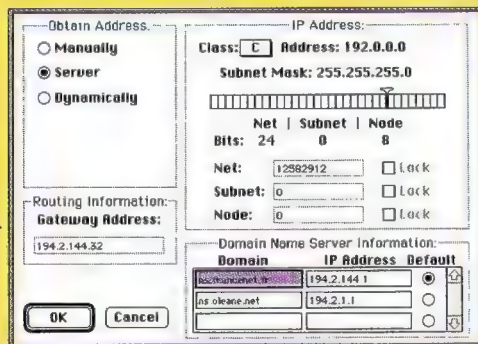 Obtain Address:
Manually
Server
Dynamically
Routing Information:
Gateway Address:
194.2.144.32
OK
Cancel
IP Address:
Class: C Address: 192.0.0.0
Subnet Mask: 255.255.255.0
Net | Subnet | Node
Bits: 24 0 8
Net: 12582912 Lock
Subnet: 0 Lock
Node: 0 Lock
Domain Name Server Information:
Domain IP Address Default
194.2.144.1
ns.oleane.net 194.2.1.1